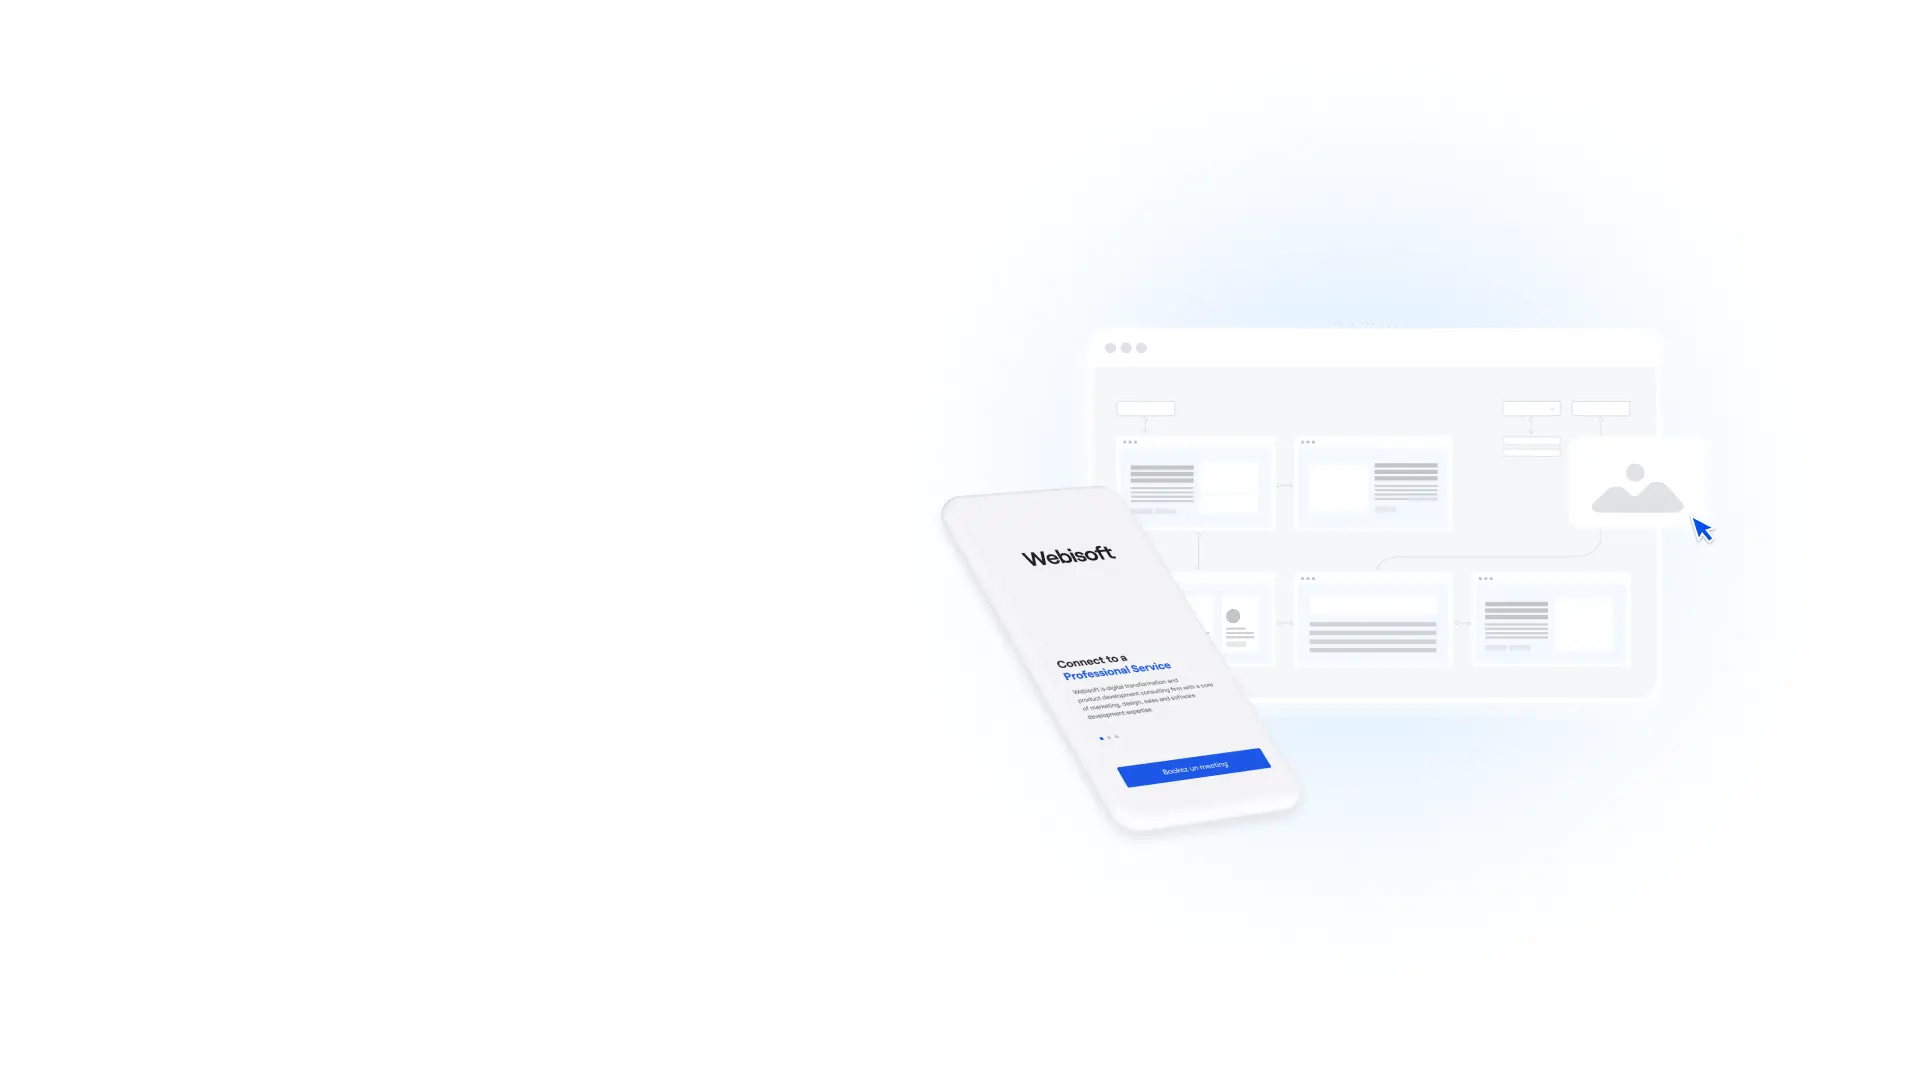 Webisoft
Connect to a
Professional Service
Webisoft is digital transformation and
product development consulting firm with a core
of marketing, design, sales and software
development expertise.
Bookez un meeting